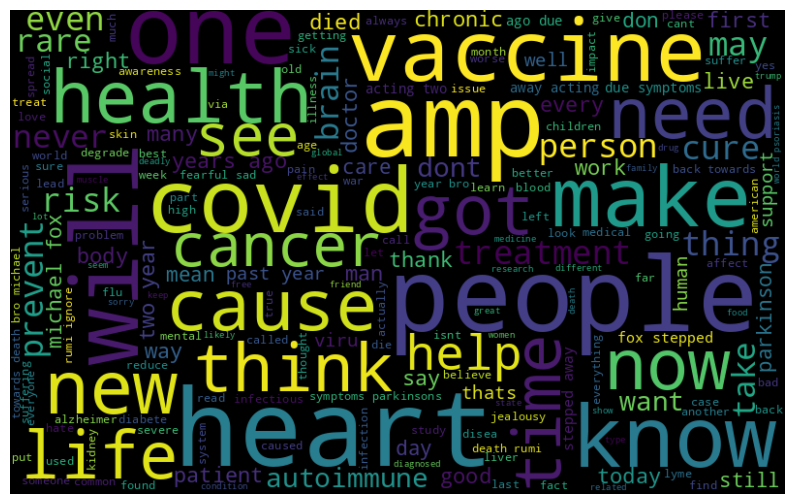 even
rare
right
one
died
chronic
ago due
give
please
first
always
don
cant
much
getting
vaccine
sick
month
worse
impact
suffer
yes
trump
may
social
spread
awareness
via
old
illness
health
brain
well
acting two
issue
away acting
due symptoms
live
treat
love
might
amp
need
never
skin
many
see
age
doctor
every
children
person
cure
degrade
best
deadly
global
years ago
pain
effect
care
dont
work
back towards
drug
world psoriasis
world
sure
week
fearful sad
war
year bro
better
learn
blood
family
support
american
serious
lead
risk
covid
part
high
said
got
left
make
look
medical
going
will
muscle
body
cancer
let
call
treatment
thing
lot
problem
prevent
michael fox
two year
mean
past year
man
thank
medicine
research
different
far
human
affect
parkinson
seem
bro michael
towards death
rumi ignore
flu
cause
true
free
friend
actually
people
death
food
sorry
keep
mental
likely
called
viru
die
isnt
great
women
fox stepped
now
way
reduce
think
thought
help
believe
everything
take
bad
everyone
new
read
infectious
symptoms parkinsons
say
thats
time
stepped away
want
case
another
back
alzheimer
diabete
severe
heart
state
jealousy
know
show
type
hate
kidney
system
caused
infection
study
disea
death rumi
put
used
life
day
today
still
someone
common
patient
autoimmune
liver
good
lyme
found
condition
diagnosed
last
fact
related
find